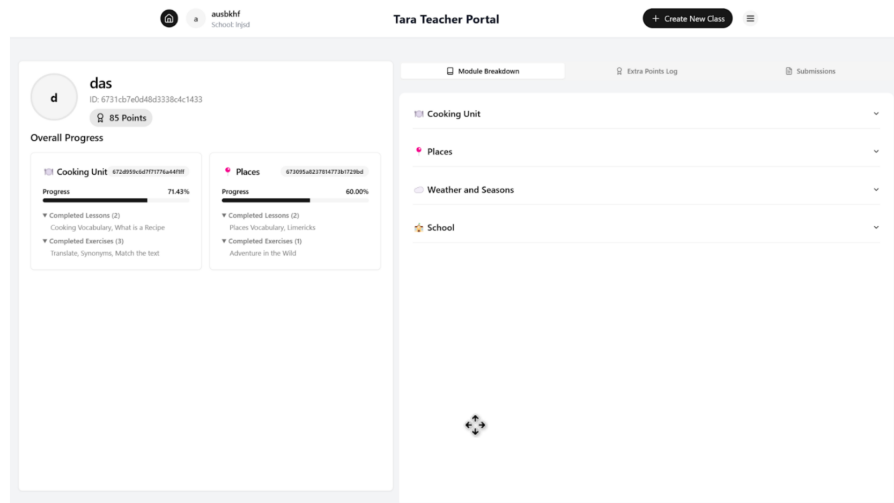 a
ausbkhf
School: lnjsd
Tara Teacher Portal
+ Create New Class
d
das
ID: 6731cb7e0d48d3338c4c1433
85 Points
Overall Progress
Cooking Unit
Progress 71.43%
▼ Completed Lessons (2)
Cooking Vocabulary, What is a Recipe
▼ Completed Exercises (3)
Translate, Synonyms, Match the text
Places
Progress 60.00%
▼ Completed Lessons (2)
Places Vocabulary, Limericks
▼ Completed Exercises (1)
Adventure in the Wild
Module Breakdown
Extra Points Log
Submissions
Cooking Unit
Places
Weather and Seasons
School